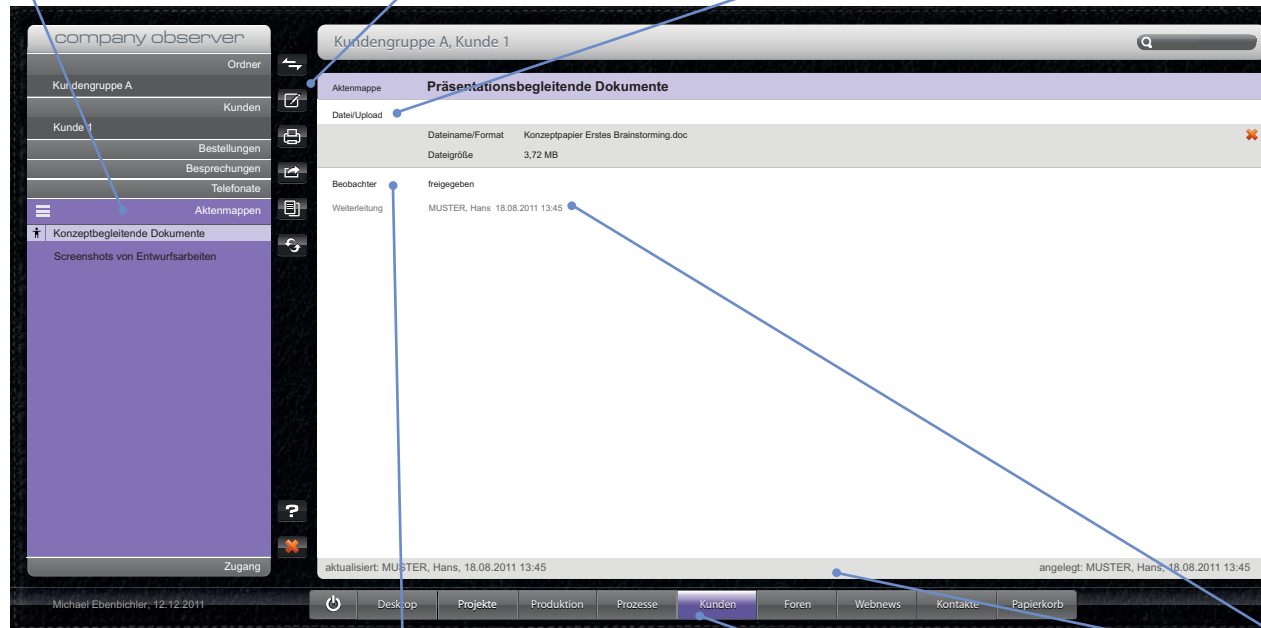 company observer
Ordner
Kundengruppe A
Kunden
Kunde 1
Bestellungen
Besprechungen
Telefonate
Aktenmappen
Konzeptbegleitende Dokumente
Screenshots von Entwurfsarbeiten
Zugang
Kundengruppe A, Kunde 1
Aktenmappe Präsentationsbegleitende Dokumente
Datei/Upload
Dateiname/Format Konzeptpapier Erstes Brainstorming.doc
Dateigröße 3,72 MB
Beobachter freigegeben
Weiterleitung MUSTER, Hans 18.08.2011 13:45
?
aktualisiert: MUSTER, Hans, 18.08.2011 13:45 angelegt: MUSTER, Hans, 18.08.2011 13:45
Michael Ebenbichler, 12.12.2011
Desktop Projekte Produktion Prozesse Kunden Foren Webnews Kontakte Papierkorb